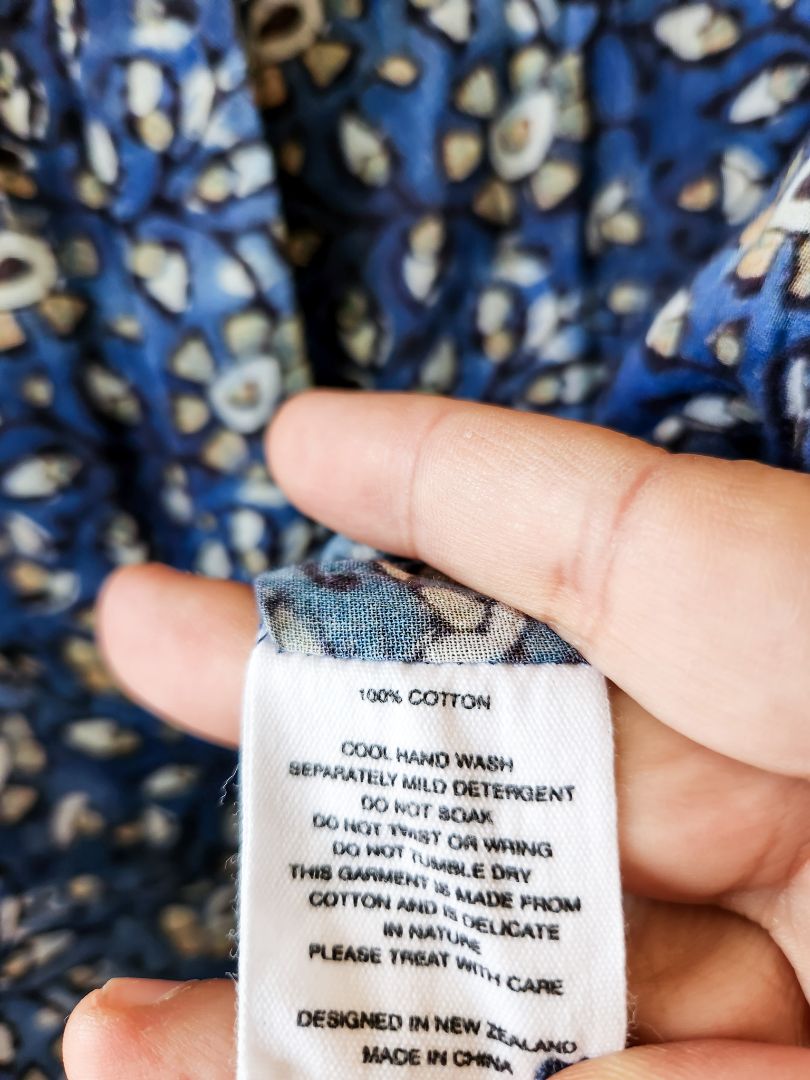 100% COTTON
COOL HAND WASH
SEPARATELY MILD DETERGENT
DO NOT SOAK
DO NOT TWIST OR WRING
DO NOT TUMBLE DRY
THIS GARMENT IS MADE FROM
COTTON AND IS DELICATE
IN NATURE
PLEASE TREAT WITH CARE
DESIGNED IN NEW ZEALAND
MADE IN CHINA